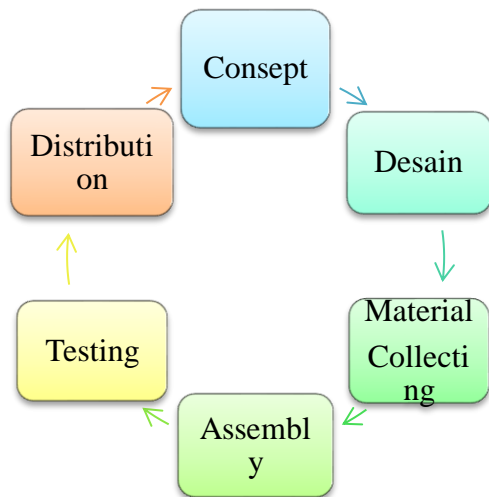 Consept
Desain
Material
Collecti
ng
Assembl
y
Testing
Distributi
on